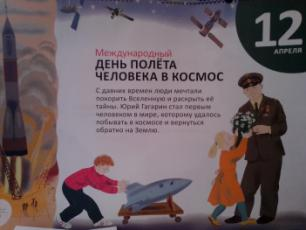 12
АПРЕЛЯ
Международный
ДЕНЬ ПОЛЁТА
ЧЕЛОВЕКА В КОСМОС
С давних времен люди мечтали
покорить Вселенную и раскрыть её
тайны. Юрий Гагарин стал первым
человеком в мире, которому удалось
побывать в космосе и вернуться
обратно на Землю.